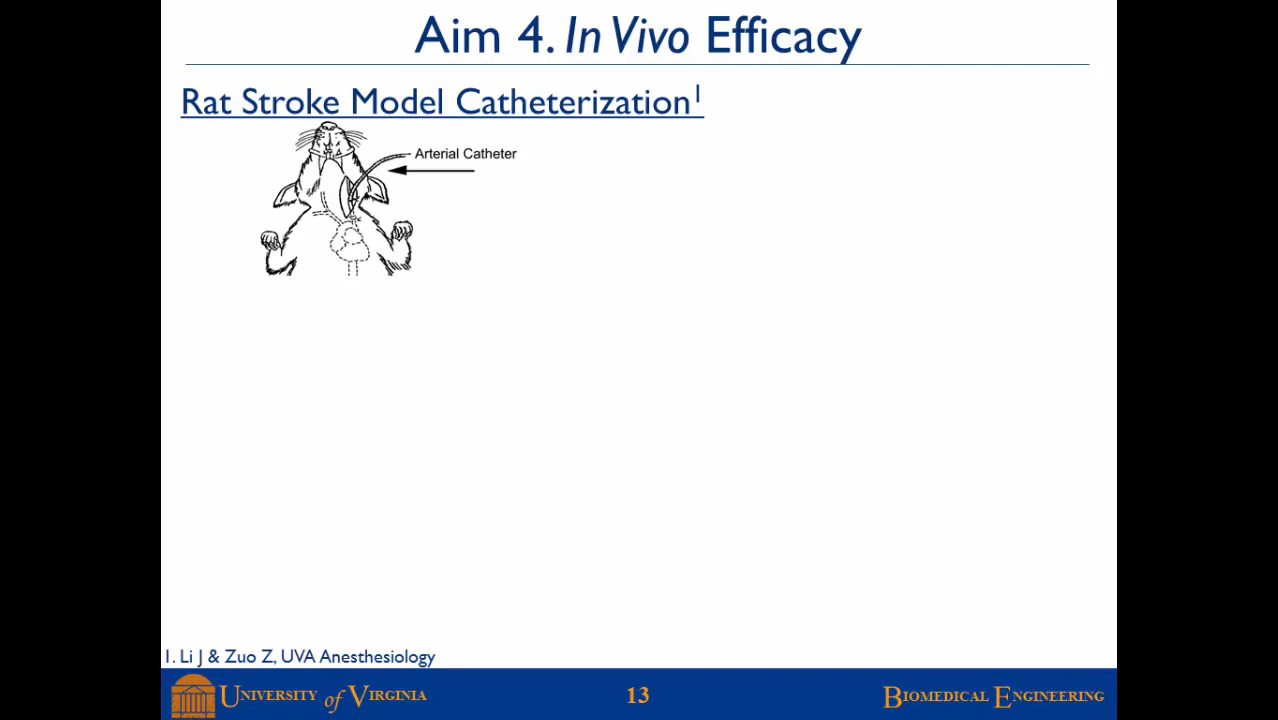 Aim 4. In Vivo Efficacy
Rat Stroke Model Catheterization1
Arterial Catheter
1. Li J & Zuo Z, UVA Anesthesiology
UNIVERSITY of VIRGINIA
13
BIOMEDICAL ENGINEERING